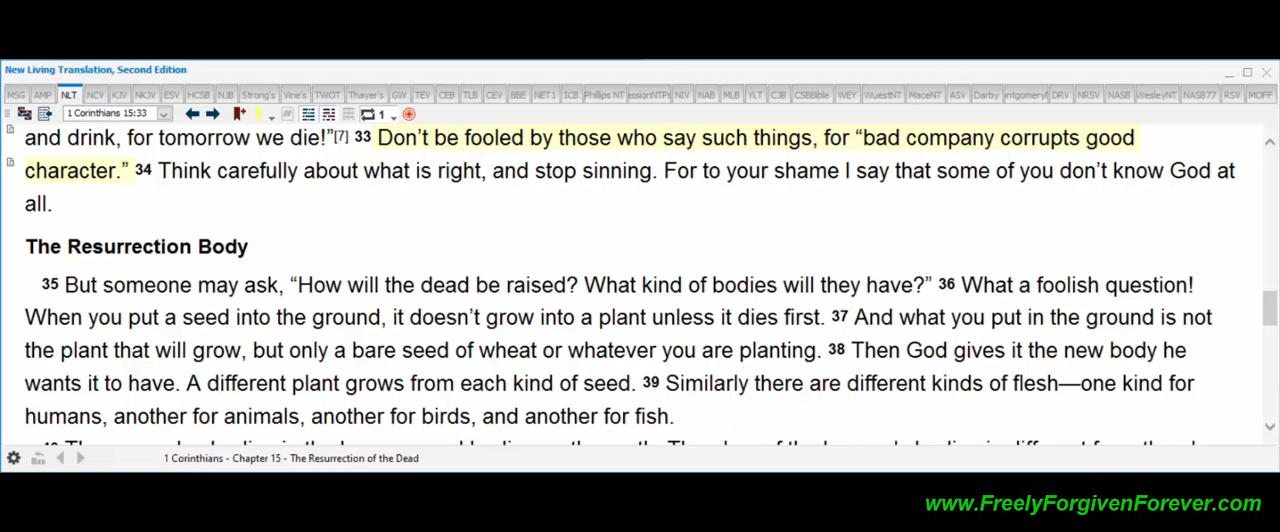 New Living Translation, Second Edition
MSG AMP NLT NCV KJV NKJV ESV HCSB NJB Strong's Vine's TWOT Thayer's GW TEV CEB TLB CEV BBE NET1 ICB Phillips NT essionNTPs NIV NAB MLB YLT CJB CSBBible WEY WuestNT MaceNT ASV Darby ontgomeryt DRV NRSV NASB WesleyNT NASB77 RSV MOFF
1 Corinthians 15:33 # 1
and drink, for tomorrow we die!”[7] 33 Don’t be fooled by those who say such things, for “bad company corrupts good
character.” 34 Think carefully about what is right, and stop sinning. For to your shame I say that some of you don’t know God at
all.
The Resurrection Body
35 But someone may ask, “How will the dead be raised? What kind of bodies will they have?” 36 What a foolish question!
When you put a seed into the ground, it doesn’t grow into a plant unless it dies first. 37 And what you put in the ground is not
the plant that will grow, but only a bare seed of wheat or whatever you are planting. 38 Then God gives it the new body he
wants it to have. A different plant grows from each kind of seed. 39 Similarly there are different kinds of flesh—one kind for
humans, another for animals, another for birds, and another for fish.
1 Corinthians - Chapter 15 - The Resurrection of the Dead
www.FreelyForgivenForever.com